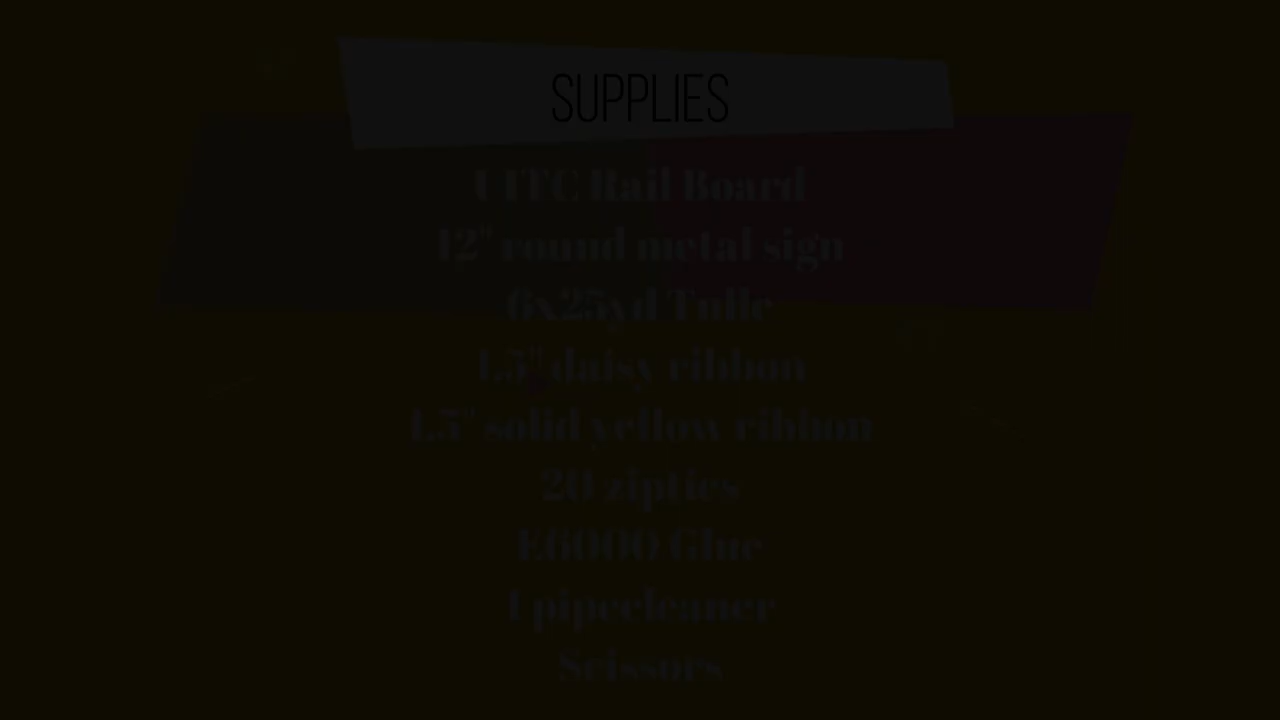 SUPPLIES
UITC Rail Board
12" round metal sign
6x25yd Tulle
1.5" daisy ribbon
1.5" solid yellow ribbon
20 zipties
E6000 Glue
1 pipecleaner
Scissors